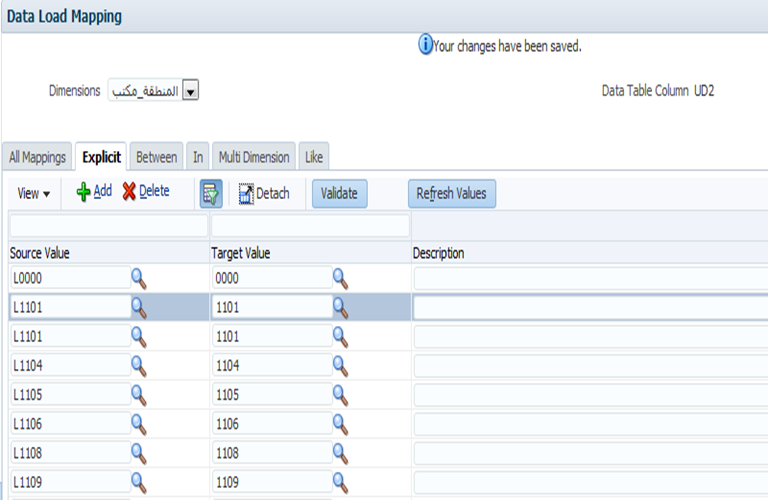 Data Load Mapping
Your changes have been saved.
Dimensions المنطقة_مكتب Data Table Column UD2
All Mappings Explicit Between In Multi Dimension Like
View Add Delete Detach Validate Refresh Values
Source Value Target Value Description
L0000 0000
L1101 1101
L1101 1101
L1104 1104
L1105 1105
L1106 1106
L1108 1108
L1109 1109